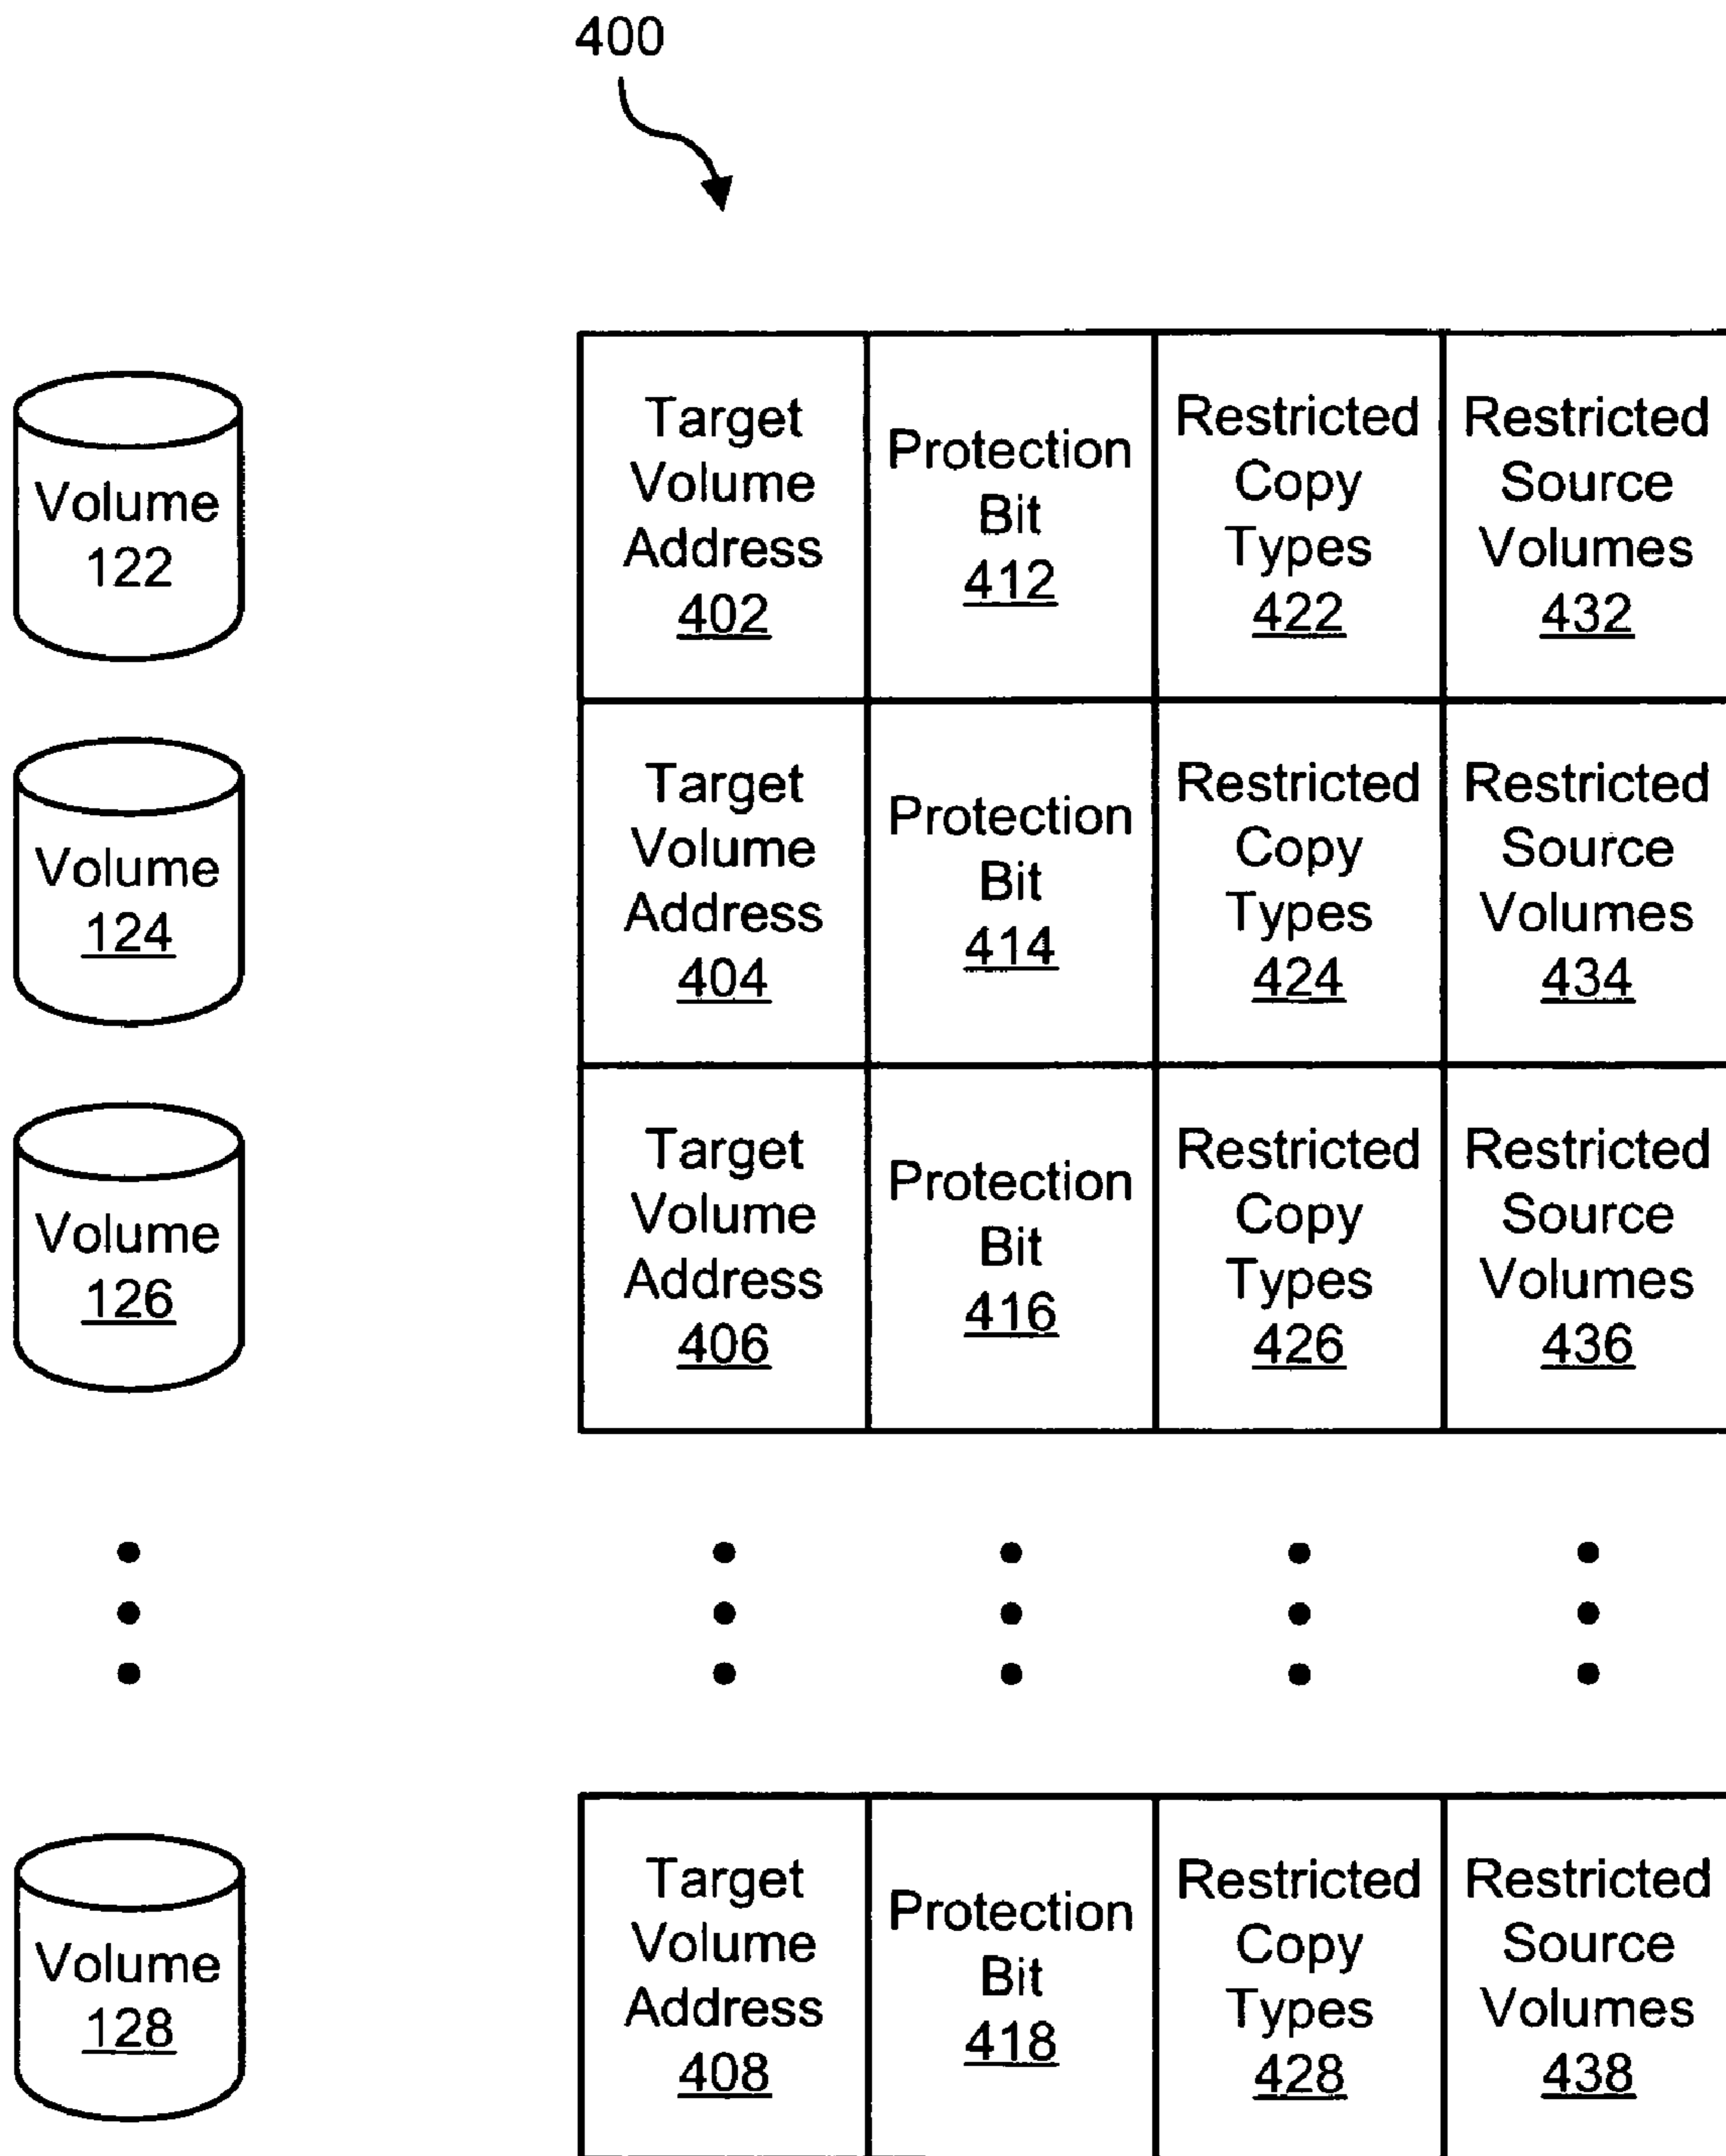 400
Volume
122
Target
Volume
Address
402
Protection
Bit
412
Restricted
Copy
Types
422
Restricted
Source
Volumes
432
Volume
124
Target
Volume
Address
404
Protection
Bit
414
Restricted
Copy
Types
424
Restricted
Source
Volumes
434
Volume
126
Target
Volume
Address
406
Protection
Bit
416
Restricted
Copy
Types
426
Restricted
Source
Volumes
436
Volume
128
Target
Volume
Address
408
Protection
Bit
418
Restricted
Copy
Types
428
Restricted
Source
Volumes
438